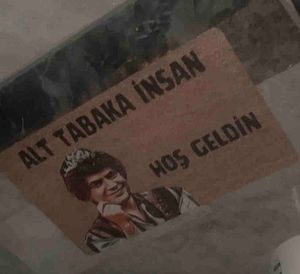 ALT TABAKA İNSAN
HOŞ GELDİN